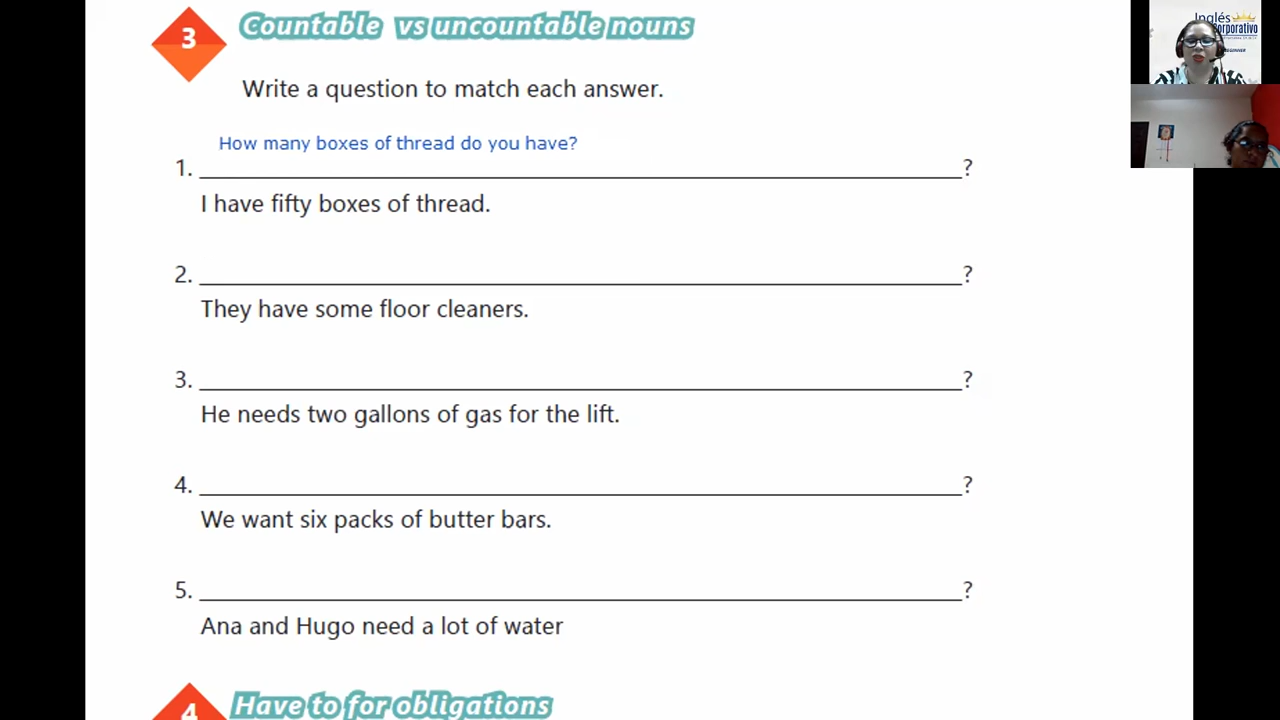 3
Countable vs uncountable nouns
Write a question to match each answer.
How many boxes of thread do you have?
1. ?
I have fifty boxes of thread.
2. ?
They have some floor cleaners.
3. ?
He needs two gallons of gas for the lift.
4. ?
We want six packs of butter bars.
5. ?
Ana and Hugo need a lot of water
4
Have to for obligations
Inglés
Corporativo